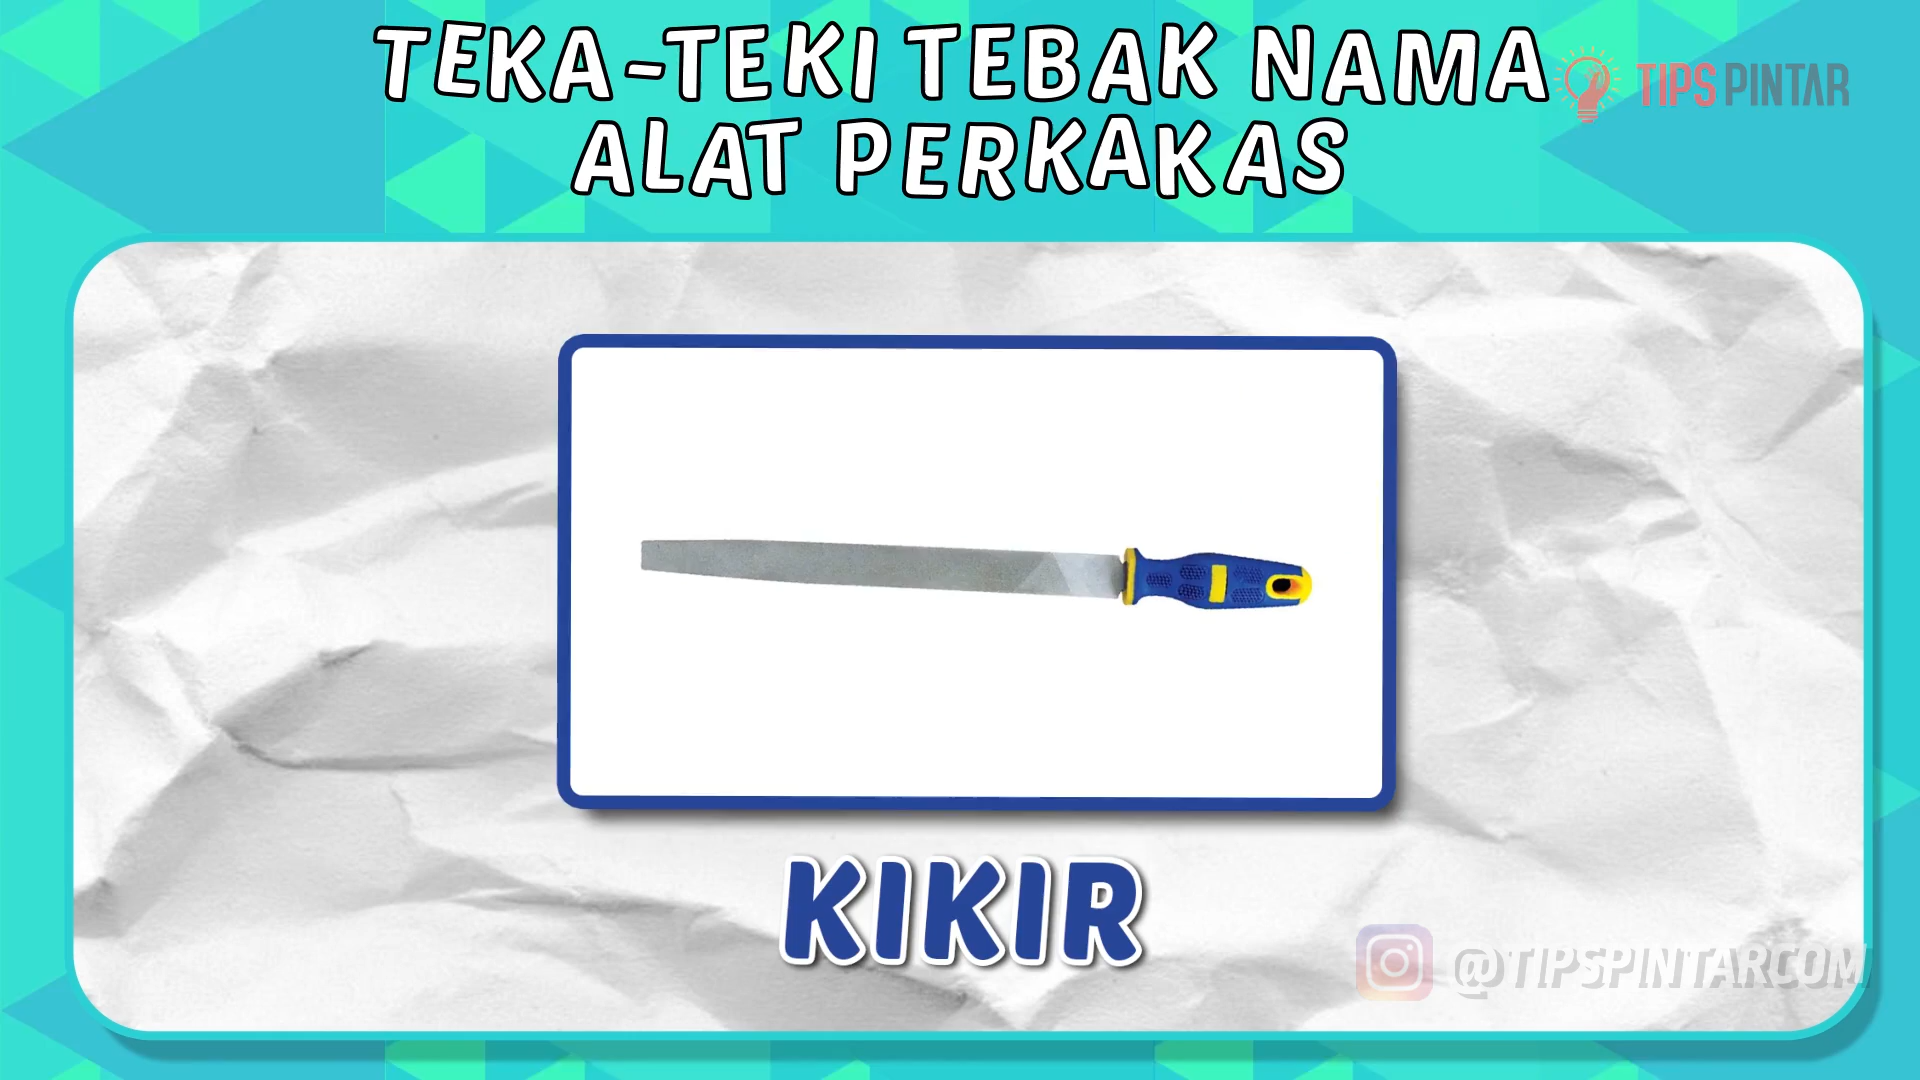 TEKA-TEKI TEBAK NAMA
ALAT PERKAKAS
TIPS PINTAR
KIKIR
@TIPSPINTARCOM